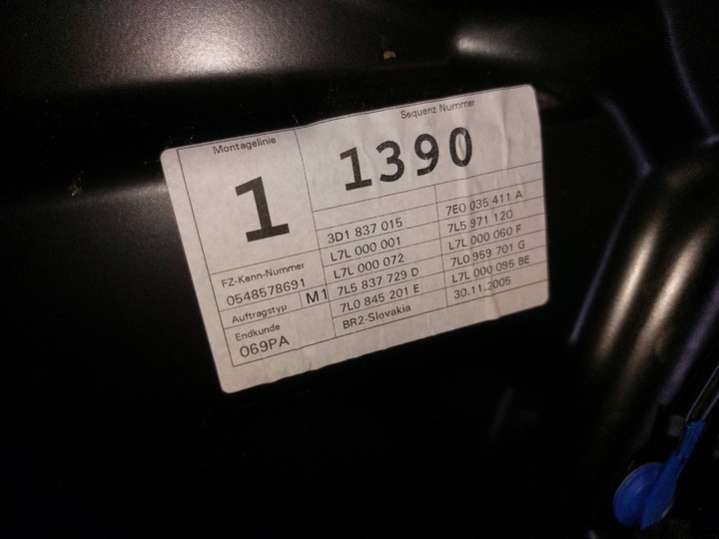 Montagelinie
1
Sequenz Nummer
1390
FZ-Kenn-Nummer
0548578691
Auftragstyp M1
Endkunde
069PA
3D1 837 015
L7L 000 001
L7L 000 072
7L5 837 729 D
7L0 845 201 E
BR2-Slovakia
7E0 035 411 A
7L5 971 120
L7L 000 060 F
7L0 959 701 G
L7L 000 095 BE
30.11.2005